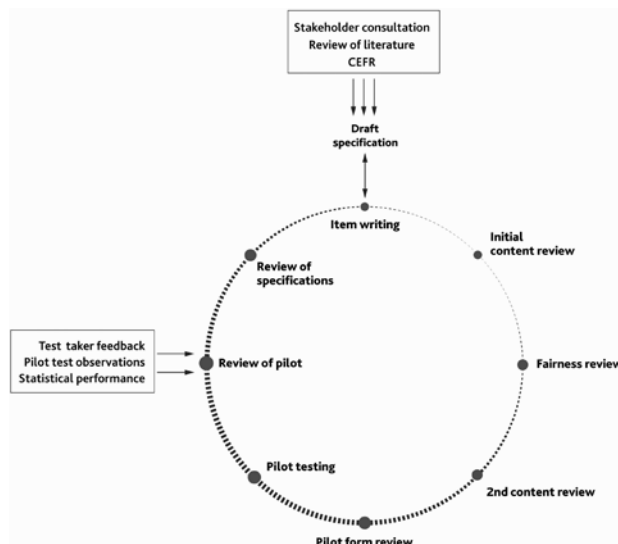 Stakeholder consultation
Review of literature
CEFR
Draft
specification
Item writing
Initial
content review
Review of
specifications
Test taker feedback
Pilot test observations
Statistical performance
Review of pilot
Fairness review
Pilot testing
2nd content review
Pilot form review